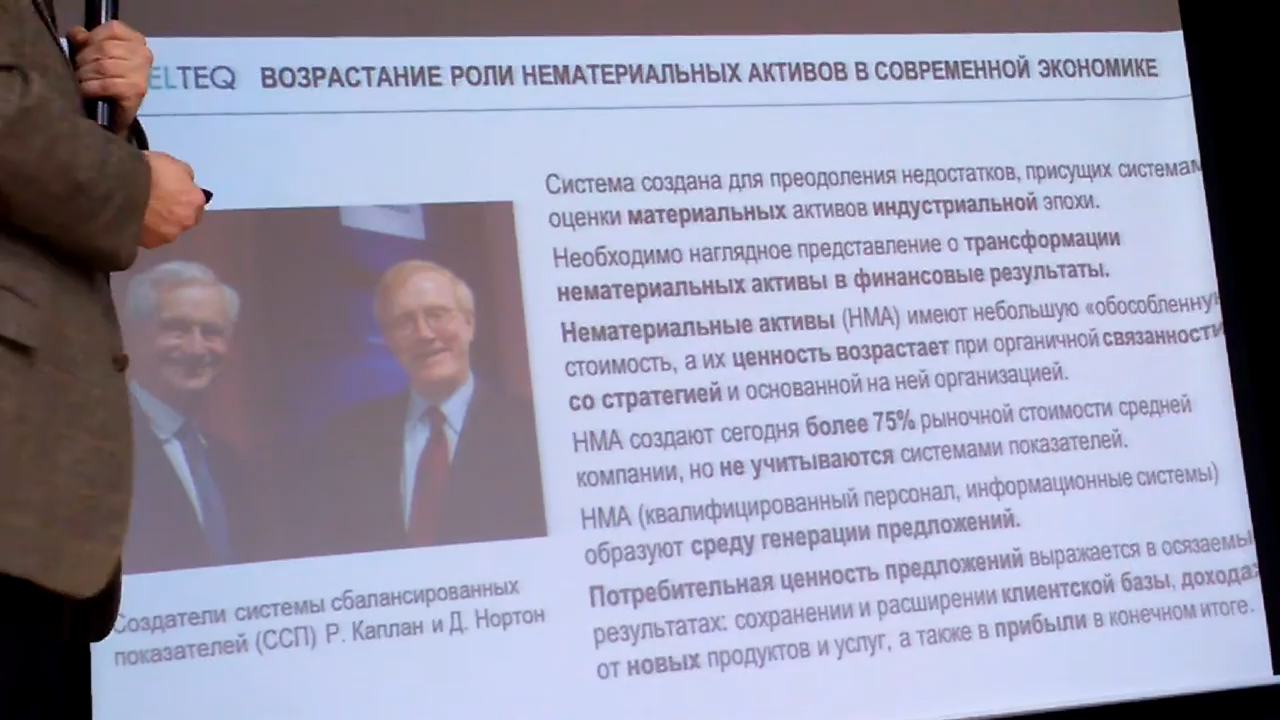 ELTEQ ВОЗРАСТАНИЕ РОЛИ НЕМАТЕРИАЛЬНЫХ АКТИВОВ В СОВРЕМЕННОЙ ЭКОНОМИКЕ
Система создана для преодоления недостатков, присущих системам
оценки материальных активов индустриальной эпохи.
Необходимо наглядное представление о трансформации
нематериальных активы в финансовые результаты.
Нематериальные активы (НМА) имеют небольшую «обособленную
стоимость, а их ценность возрастает при органичной связанности
со стратегией и основанной на ней организацией.
НМА создают сегодня более 75% рыночной стоимости средней
компании, но не учитываются системами показателей.
НМА (квалифицированный персонал, информационные системы)
образуют среду генерации предложений.
Потребительная ценность предложений выражается в осязаемы
результатах: сохранении и расширении клиентской базы, дохода
от новых продуктов и услуг, а также в прибыли в конечном итоге.
Создатели системы сбалансированных
показателей (ССП) Р. Каплан и Д. Нортон